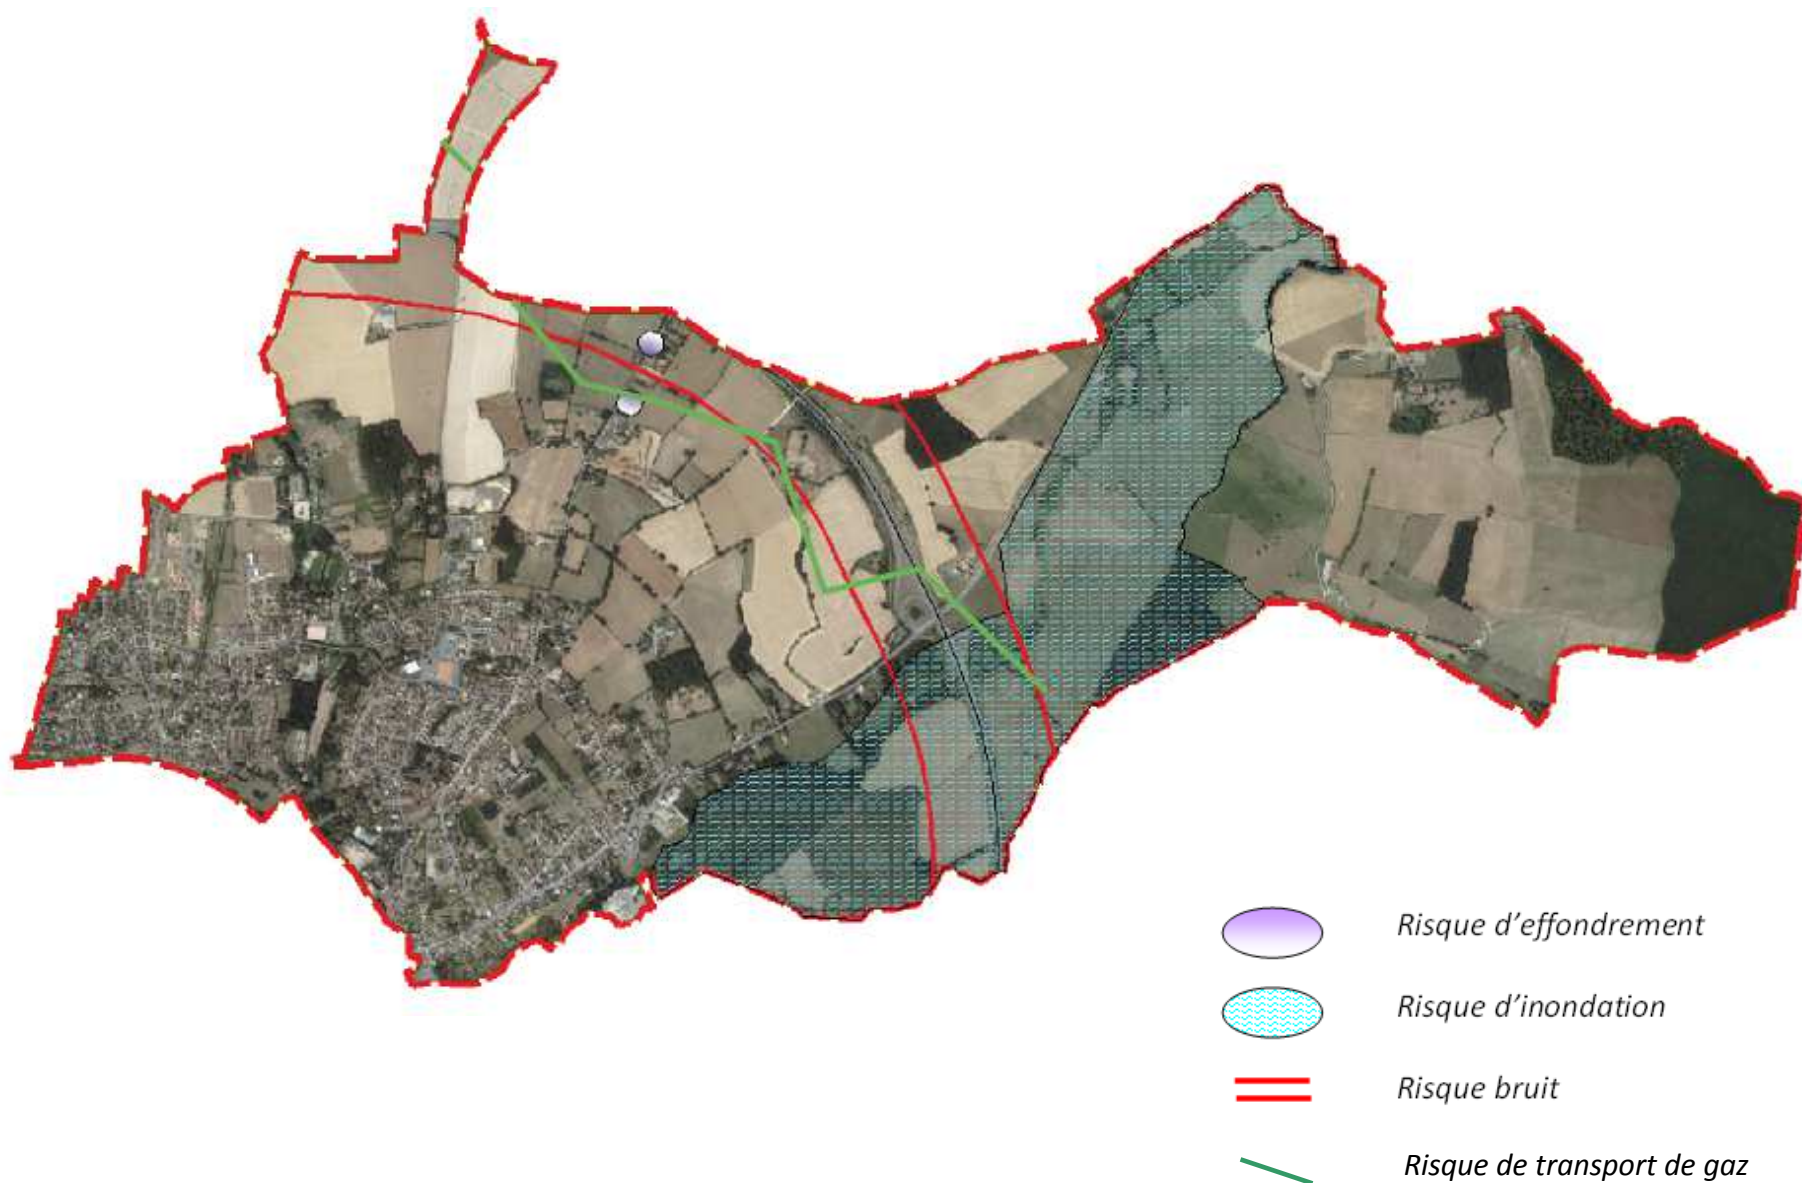 Risque d’effondrement
Risque d’inondation
Risque bruit
Risque de transport de gaz